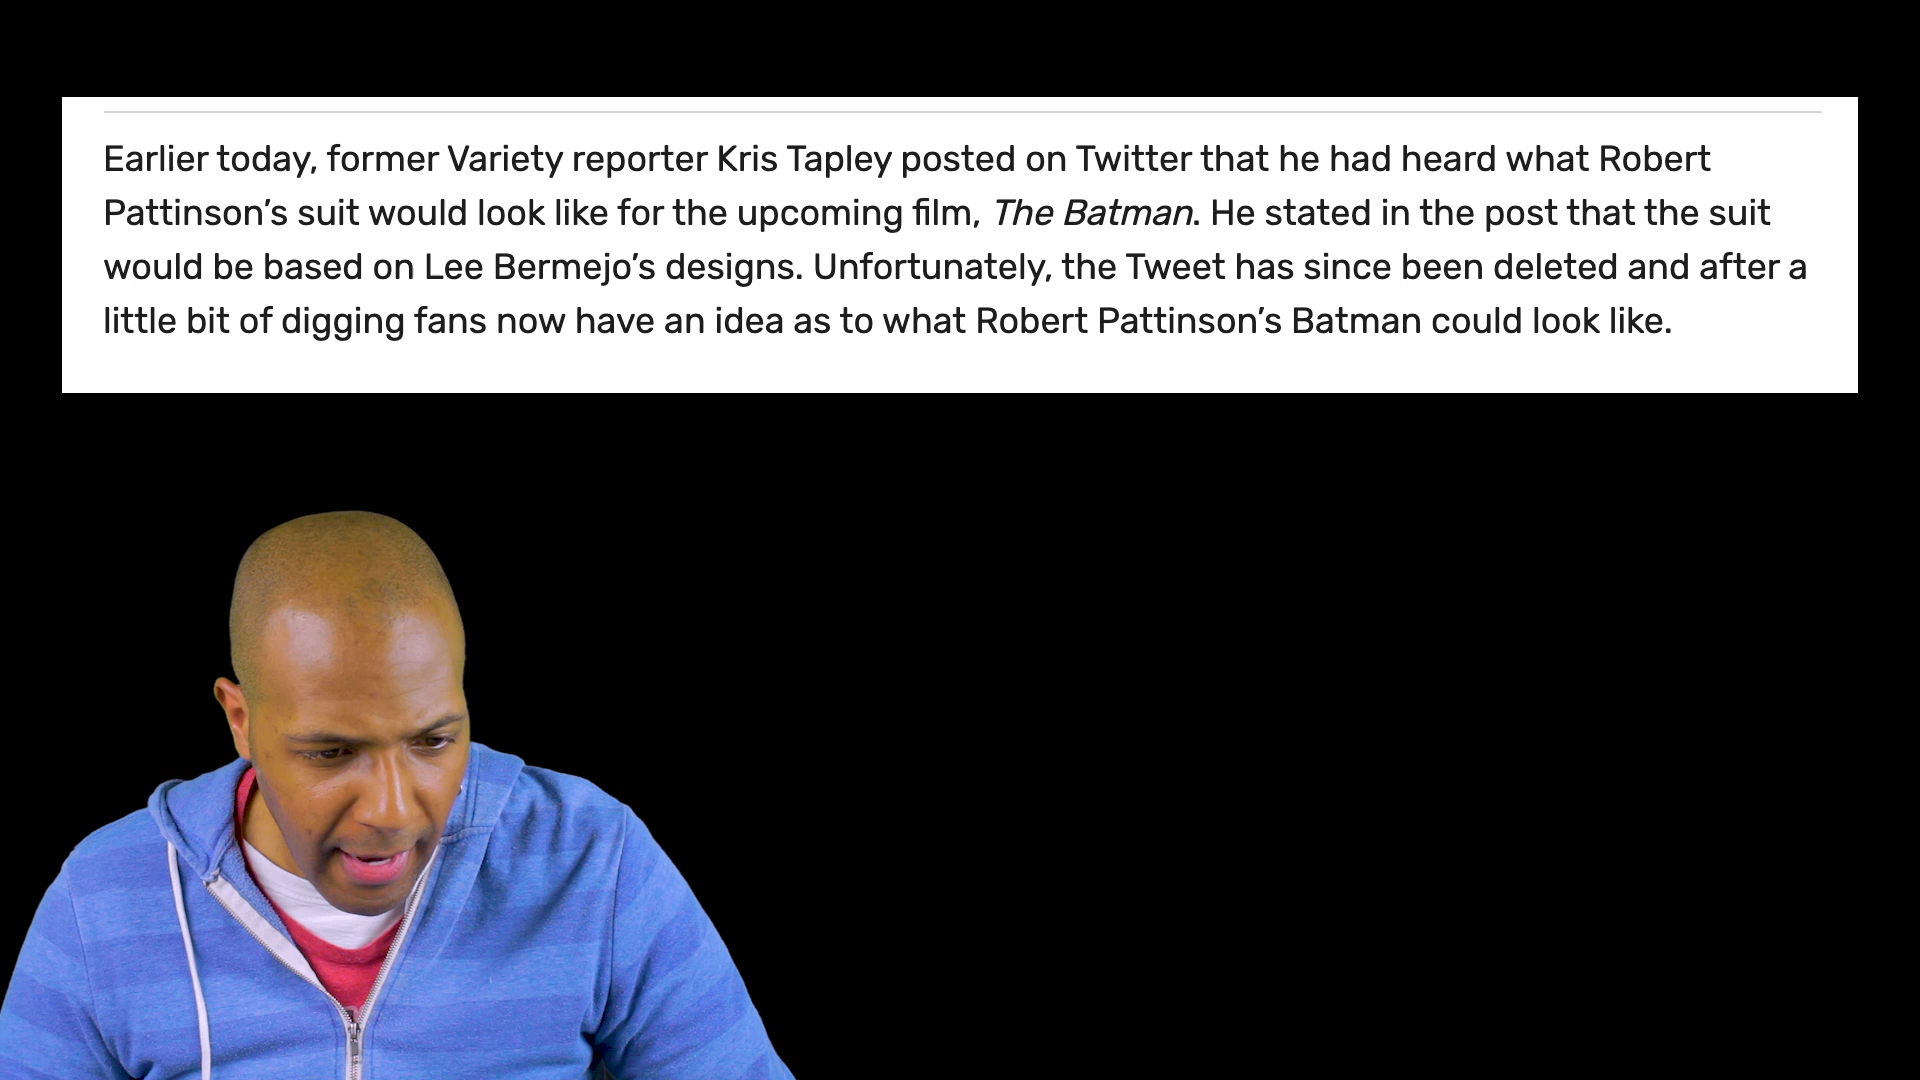 Earlier today, former Variety reporter Kris Tapley posted on Twitter that he had heard what Robert
Pattinson’s suit would look like for the upcoming film, The Batman. He stated in the post that the suit
would be based on Lee Bermejo’s designs. Unfortunately, the Tweet has since been deleted and after a
little bit of digging fans now have an idea as to what Robert Pattinson’s Batman could look like.